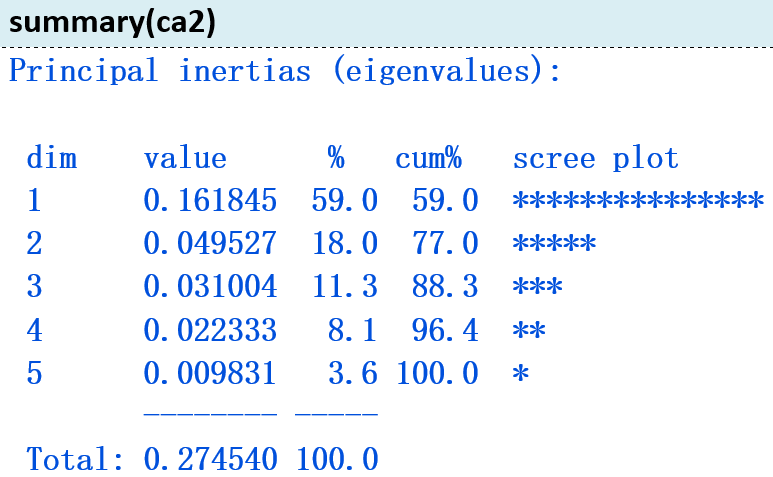 summary(ca2)
Principal inertias (eigenvalues):
dim value % cum% scree plot
1 0.161845 59.0 59.0 ***************
2 0.049527 18.0 77.0 *****
3 0.031004 11.3 88.3 ***
4 0.022333 8.1 96.4 **
5 0.009831 3.6 100.0 *
-------- -----
Total: 0.274540 100.0